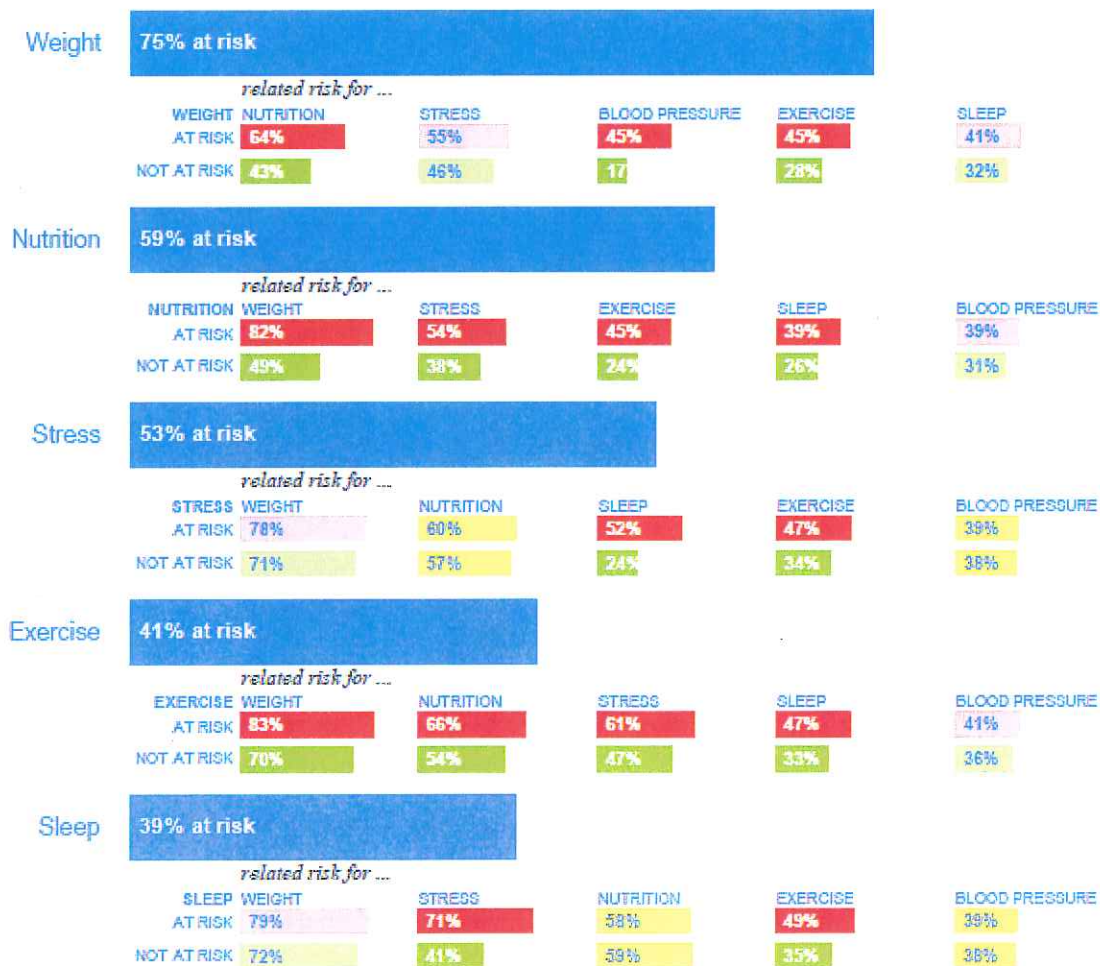 Weight 75% at risk
related risk for ...
WEIGHT NUTRITION STRESS BLOOD PRESSURE EXERCISE SLEEP
AT RISK 64% 55% 45% 45% 41%
NOT AT RISK 43% 46% 17 28% 32%
Nutrition 59% at risk
related risk for ...
NUTRITION WEIGHT STRESS EXERCISE SLEEP BLOOD PRESSURE
AT RISK 82% 54% 45% 39% 39%
NOT AT RISK 49% 38% 24% 26% 31%
Stress 53% at risk
related risk for ...
STRESS WEIGHT NUTRITION SLEEP EXERCISE BLOOD PRESSURE
AT RISK 78% 60% 52% 47% 39%
NOT AT RISK 71% 57% 24% 34% 38%
Exercise 41% at risk
related risk for ...
EXERCISE WEIGHT NUTRITION STRESS SLEEP BLOOD PRESSURE
AT RISK 83% 66% 61% 47% 41%
NOT AT RISK 70% 54% 47% 33% 36%
Sleep 39% at risk
related risk for ...
SLEEP WEIGHT STRESS NUTRITION EXERCISE BLOOD PRESSURE
AT RISK 79% 71% 58% 49% 39%
NOT AT RISK 72% 41% 59% 35% 38%